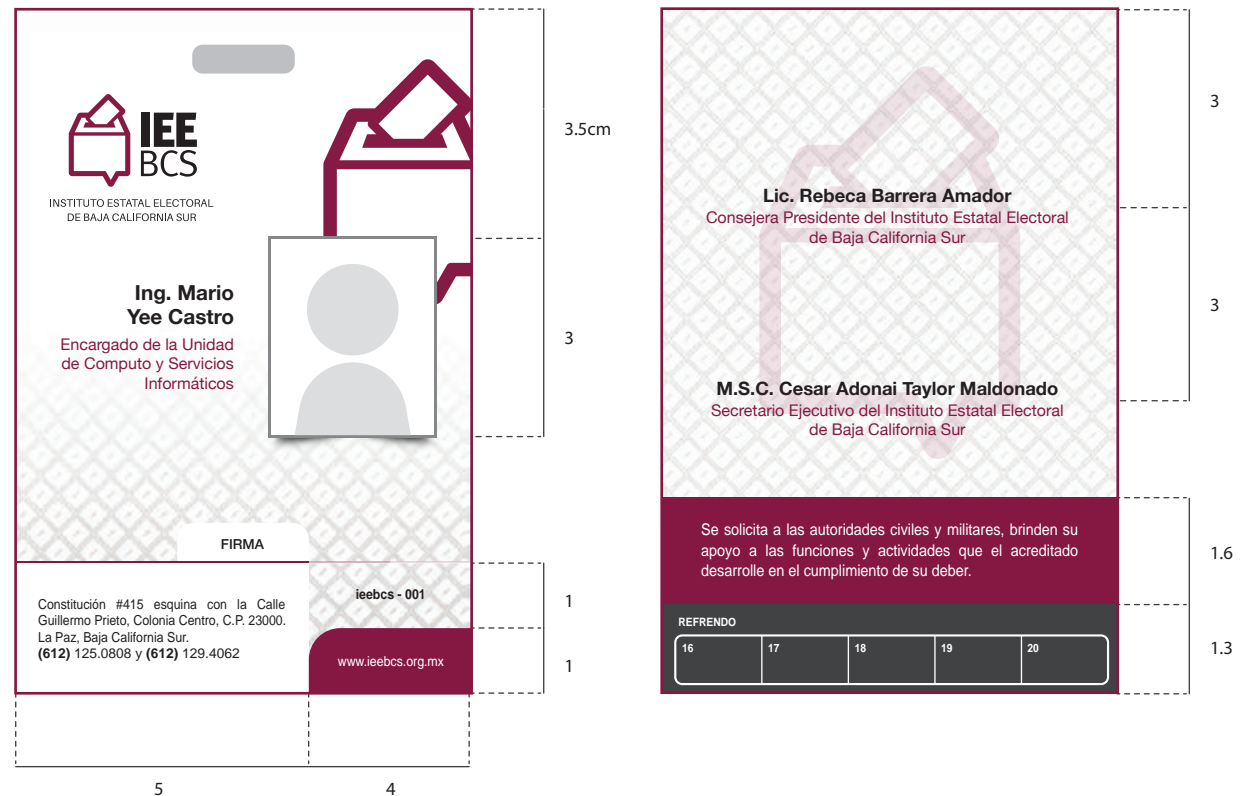 IEE
BCS
INSTITUTO ESTATAL ELECTORAL
DE BAJA CALIFORNIA SUR
Ing. Mario
Yee Castro
Encargado de la Unidad
de Computo y Servicios
Informáticos
FIRMA
Constitución #415 esquina con la Calle
Guillermo Prieto, Colonia Centro, C.P. 23000.
La Paz, Baja California Sur.
(612) 125.0808 y (612) 129.4062
ieebcs - 001
www.ieebcs.org.mx
3.5cm
3
1
1
5
4
Lic. Rebeca Barrera Amador
Consejera Presidente del Instituto Estatal Electoral
de Baja California Sur
M.S.C. Cesar Adonai Taylor Maldonado
Secretario Ejecutivo del Instituto Estatal Electoral
de Baja California Sur
Se solicita a las autoridades civiles y militares, brinden su
apoyo a las funciones y actividades que el acreditado
desarrolle en el cumplimiento de su deber.
REFRENDO
16 17 18 19 20
3
3
1.6
1.3